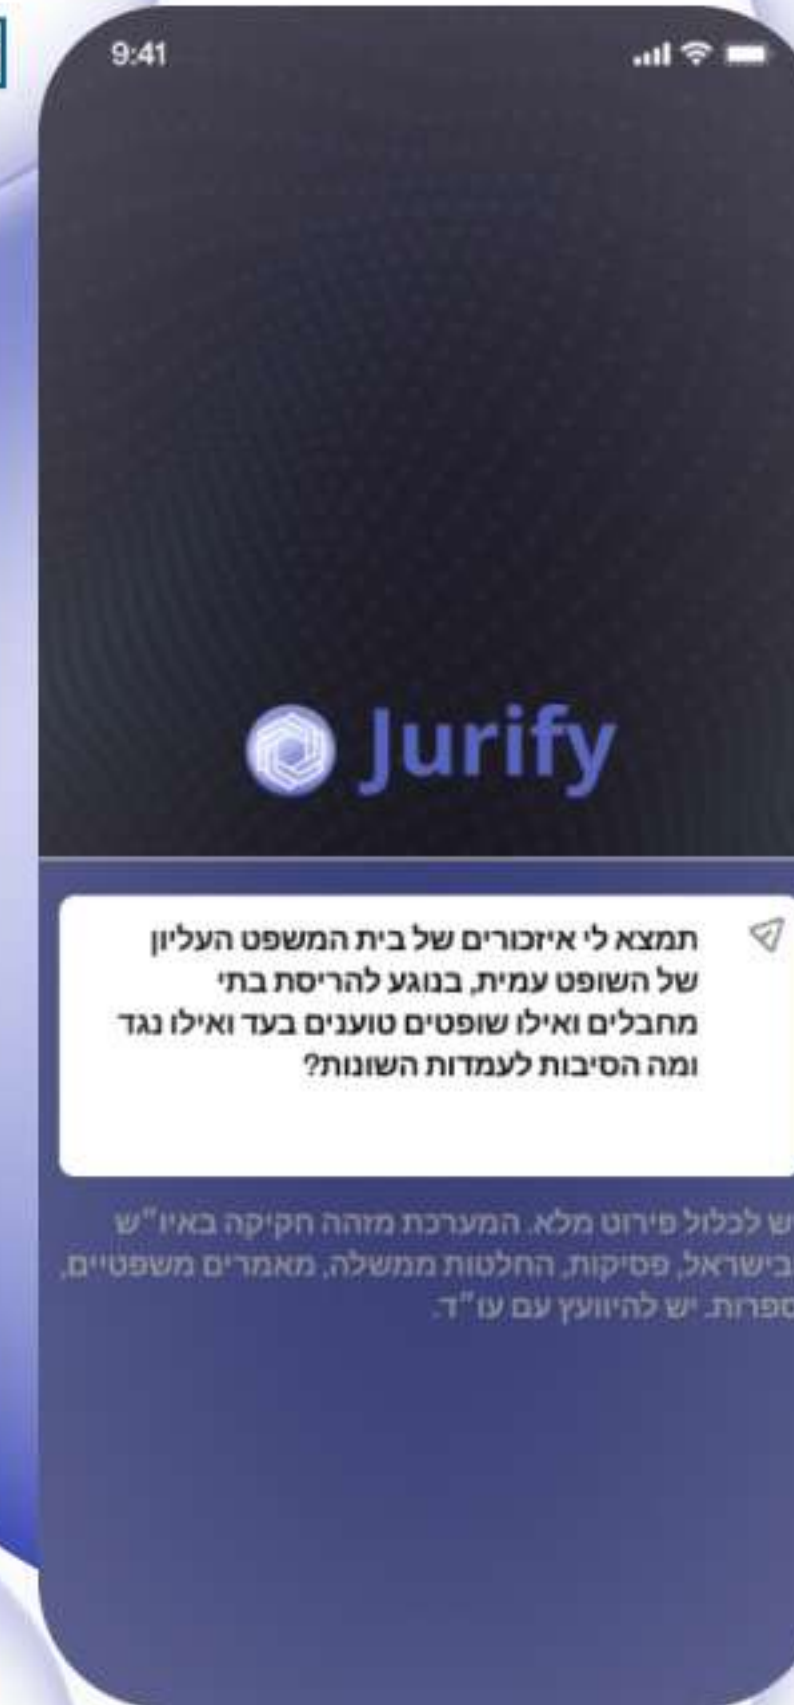 9:41
Jurify
תמצא לי איזכורים של בית המשפט העליון
של השופט עמית, בנוגע להריסת בתי
מחבלים ואילו שופטים טוענים בעד ואילו נגד
ומה הסיבות לעמדות השונות?
יש לכלול פירוט מלא. המערכת מזהה חקיקה באיו״ש
בישראל, פסיקות, החלטות ממשלה, מאמרים משפטיים,
ספרות. יש להיוועץ עם עו״ד.